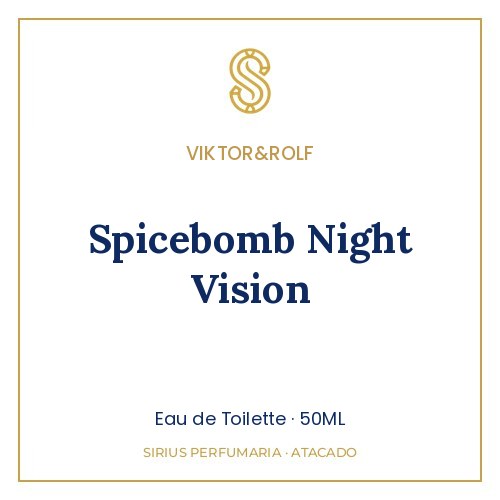 VIKTOR&ROLF
Spicebomb Night
Vision
Eau de Toilette · 50ML
SIRIUS PERFUMARIA · ATACADO